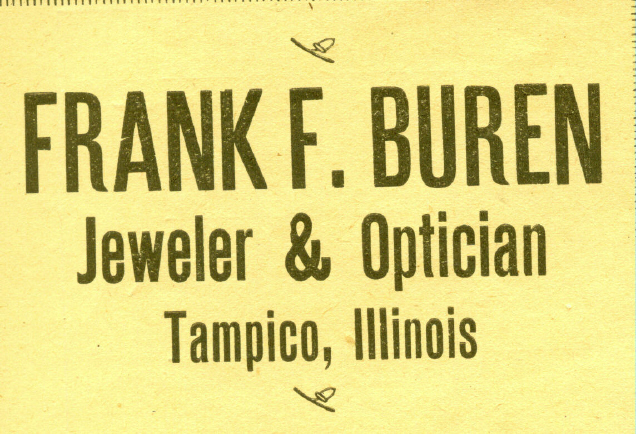 FRANK F. BUREN
Jeweler & Optician
Tampico, Illinois